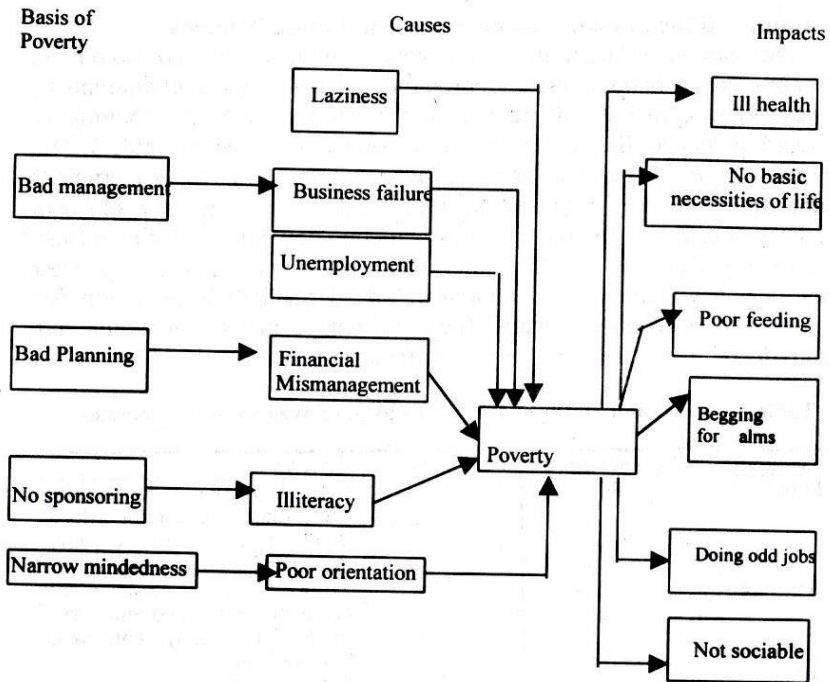 Basis of
Poverty
Causes
Impacts
Laziness
Ill health
Bad management
Business failure
No basic
necessities of life
Unemployment
Bad Planning
Financial
Mismanagement
Poor feeding
Begging
for alms
Poverty
No sponsoring
Illiteracy
Narrow mindedness
Poor orientation
Doing odd jobs
Not sociable